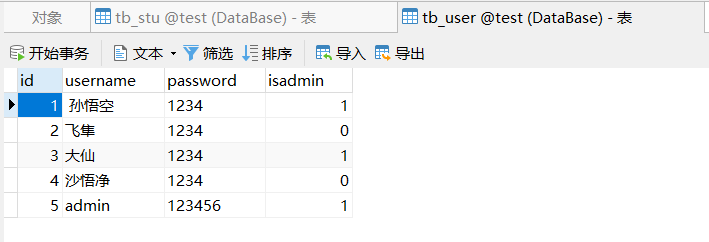 对象 tb_stu @test (DataBase) - 表 tb_user @test (DataBase) - 表
开始事务 文本 筛选 排序 导入 导出
id username password isadmin
1 孙悟空 1234 1
2 飞隼 1234 0
3 大仙 1234 1
4 沙悟净 1234 0
5 admin 123456 1